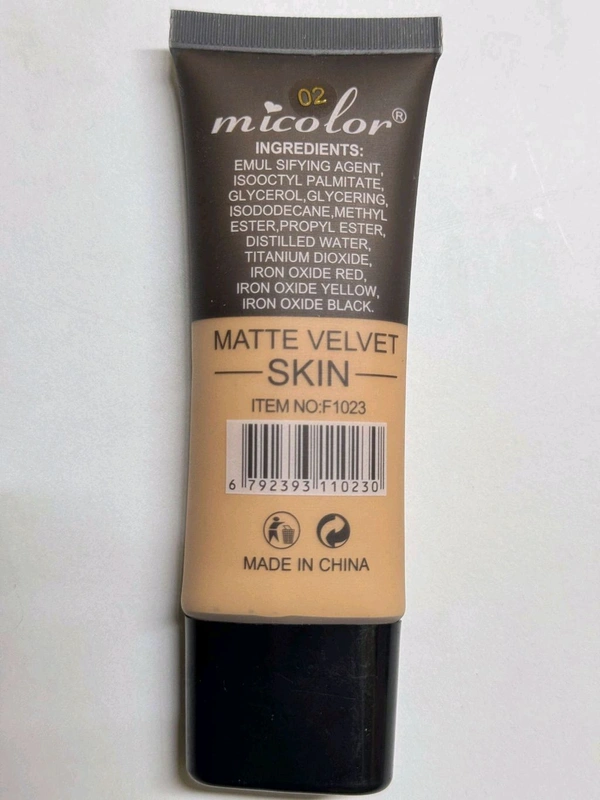 02
micolor®
INGREDIENTS:
EMUL SIFYING AGENT,
ISOOCTYL PALMITATE,
GLYCEROL,GLYCERING,
ISODODECANE,METHYL
ESTER,PROPYL ESTER,
DISTILLED WATER,
TITANIUM DIOXIDE,
IRON OXIDE RED,
IRON OXIDE YELLOW,
IRON OXIDE BLACK.
MATTE VELVET
SKIN
ITEM NO:F1023
6 792393 110230
MADE IN CHINA